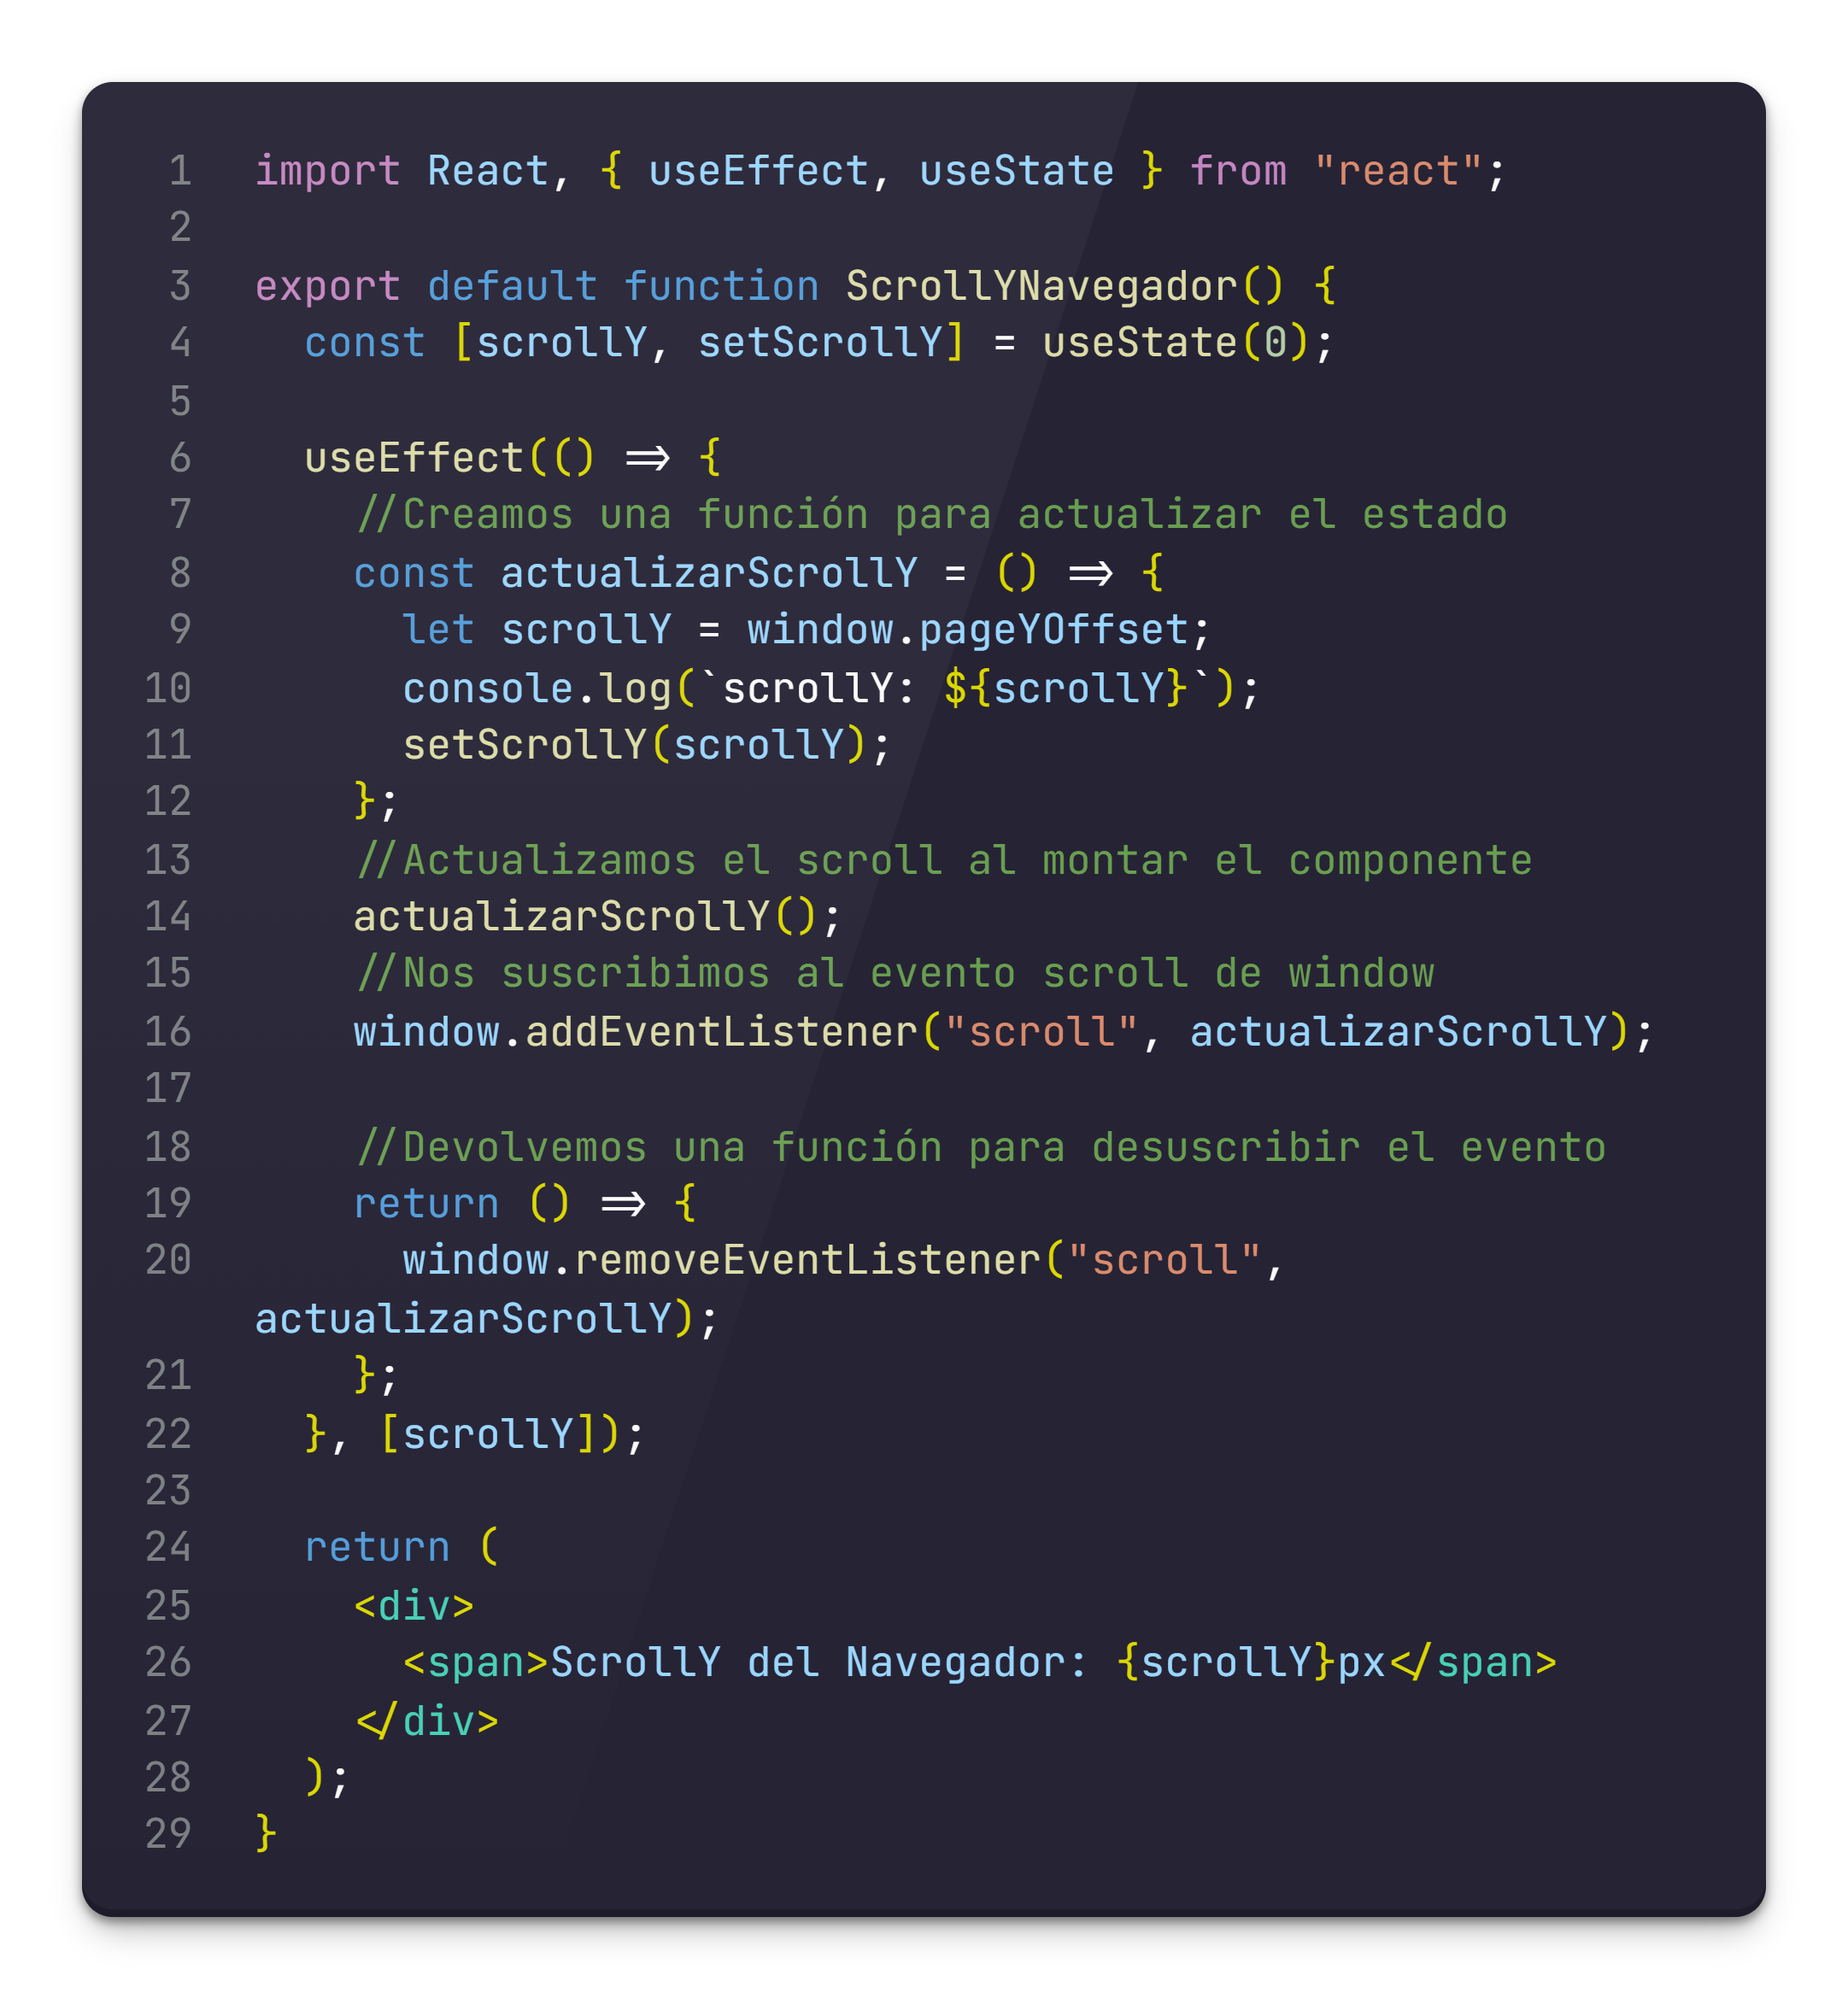 1 import React, { useEffect, useState } from "react";
2
3 export default function ScrollYNavegador() {
4   const [scrollY, setScrollY] = useState(0);
5
6   useEffect(() => {
7     //Creamos una función para actualizar el estado
8     const actualizarScrollY = () => {
9       let scrollY = window.pageYOffset;
10       console.log(`scrollY: ${scrollY}`);
11       setScrollY(scrollY);
12     };
13     //Actualizamos el scroll al montar el componente
14     actualizarScrollY();
15     //Nos suscribimos al evento scroll de window
16     window.addEventListener("scroll", actualizarScrollY);
17
18     //Devolvemos una función para desuscribir el evento
19     return () => {
20       window.removeEventListener("scroll",
actualizarScrollY);
21     };
22   }, [scrollY]);
23
24   return (
25     <div>
26       <span>ScrollY del Navegador: {scrollY}px</span>
27     </div>
28   );
29 }